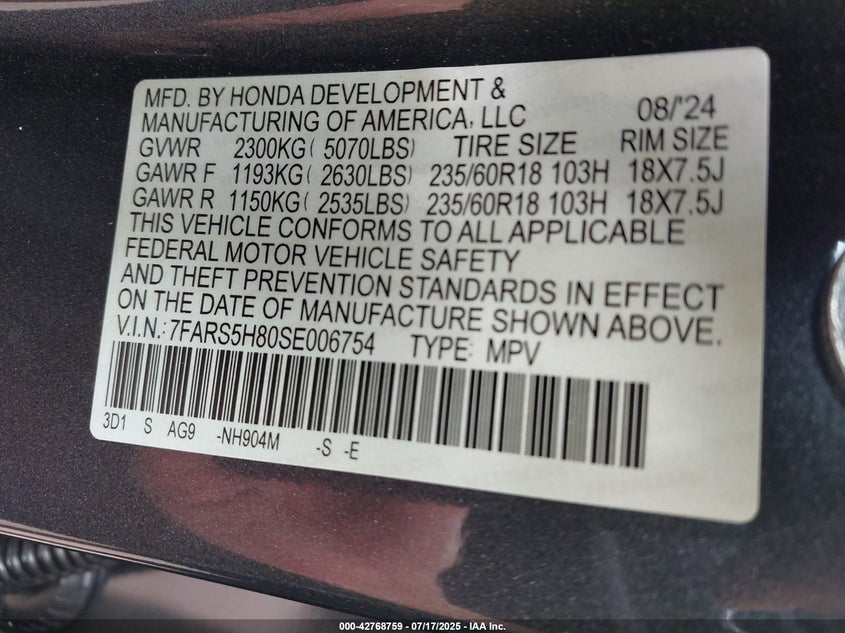 MFD. BY HONDA DEVELOPMENT &
MANUFACTURING OF AMERICA, LLC 08/'24
GVWR 2300KG( 5070LBS) TIRE SIZE RIM SIZE
GAWR F 1193KG( 2630LBS) 235/60R18 103H 18X7.5J
GAWR R 1150KG( 2535LBS) 235/60R18 103H 18X7.5J
THIS VEHICLE CONFORMS TO ALL APPLICABLE
FEDERAL MOTOR VEHICLE SAFETY
AND THEFT PREVENTION STANDARDS IN EFFECT
ON THE DATE OF MANUFACTURE SHOWN ABOVE.
V.I.N.: 7FARS5H80SE006754 TYPE: MPV
3D1 S AG9 -NH904M -S -E
000-42768759 | 07/17/2025 - IAA Inc.